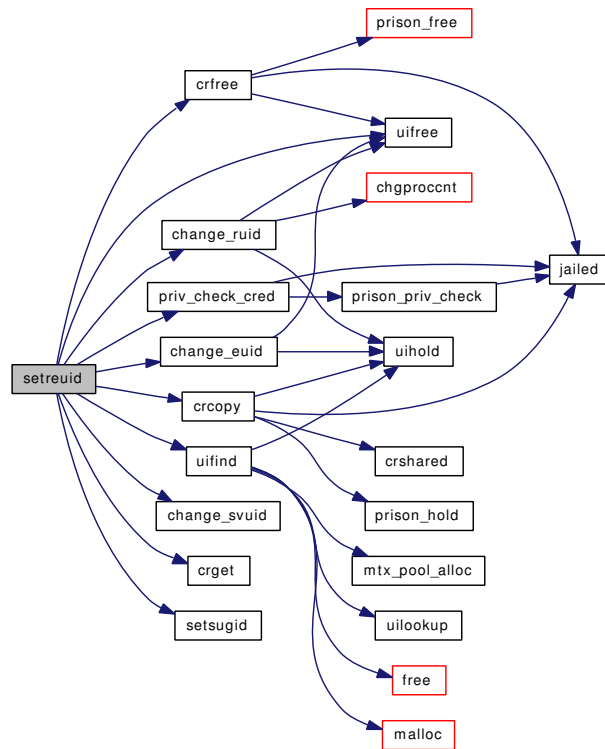 prison_free
crfree
uifree
chgproccnt
change_ruid
jailed
priv_check_cred
prison_priv_check
change_euid
uihold
setreuid
crcopy
uifind
crshared
change_svuid
prison_hold
crget
mtx_pool_alloc
setsugid
uilookup
free
malloc